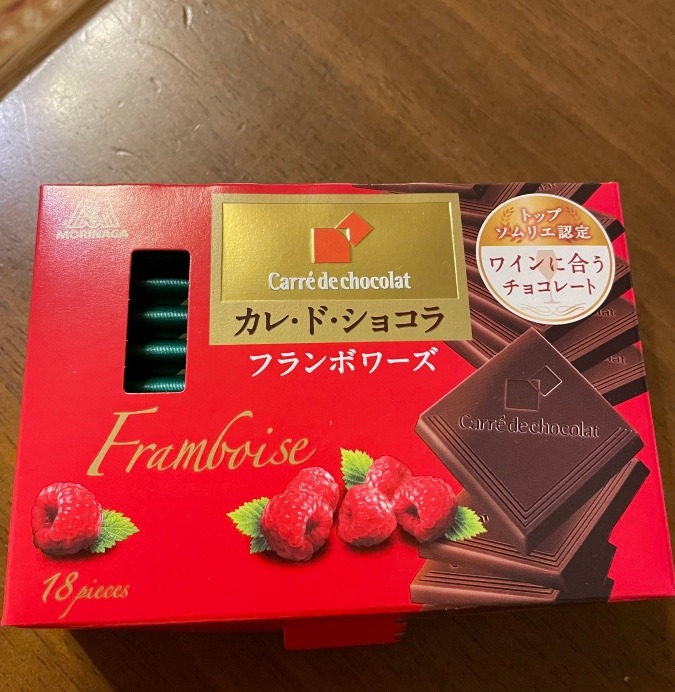 MORINAGA
Carré de chocolat
カレ・ド・ショコラ
フランボワーズ
トップ
ソムリエ認定
ワインに合う
チョコレート
Framboise
Carré de chocolat
18 pieces